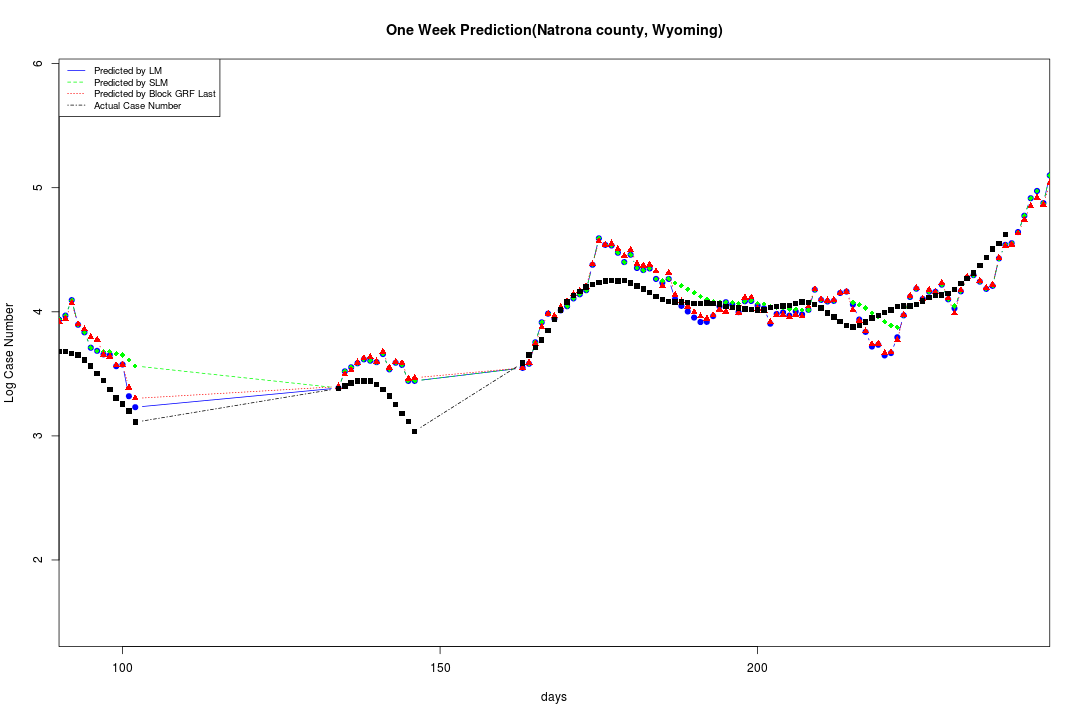 One Week Prediction(Natrona county, Wyoming)
Predicted by LM
Predicted by SLM
Predicted by Block GRF Last
Actual Case Number
6
5
4
3
2
Log Case Number
100
150
200
days